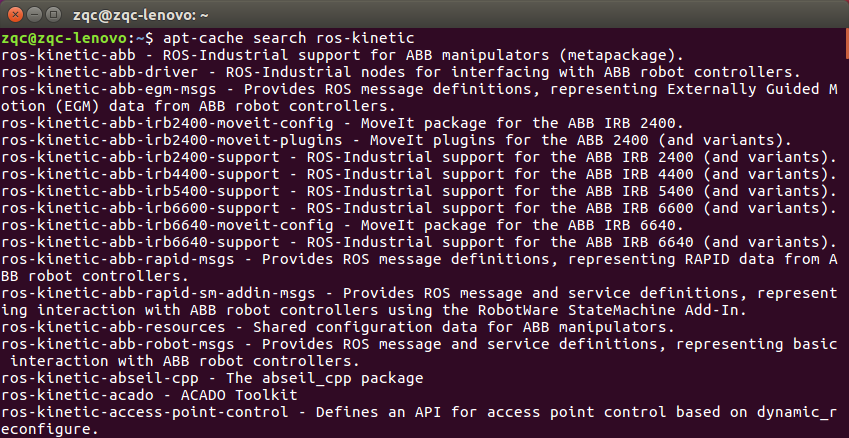 zqc@zqc-lenovo: ~
zqc@zqc-lenovo:~$ apt-cache search ros-kinetic
ros-kinetic-abb - ROS-Industrial support for ABB manipulators (metapackage).
ros-kinetic-abb-driver - ROS-Industrial nodes for interfacing with ABB robot controllers.
ros-kinetic-abb-egm-msgs - Provides ROS message definitions, representing Externally Guided M
otion (EGM) data from ABB robot controllers.
ros-kinetic-abb-irb2400-moveit-config - MoveIt package for the ABB IRB 2400.
ros-kinetic-abb-irb2400-moveit-plugins - MoveIt plugins for the ABB 2400 (and variants).
ros-kinetic-abb-irb2400-support - ROS-Industrial support for the ABB IRB 2400 (and variants).
ros-kinetic-abb-irb4400-support - ROS-Industrial support for the ABB IRB 4400 (and variants).
ros-kinetic-abb-irb5400-support - ROS-Industrial support for the ABB IRB 5400 (and variants).
ros-kinetic-abb-irb6600-support - ROS-Industrial support for the ABB IRB 6600 (and variants).
ros-kinetic-abb-irb6640-moveit-config - MoveIt package for the ABB IRB 6640.
ros-kinetic-abb-irb6640-support - ROS-Industrial support for the ABB IRB 6640 (and variants).
ros-kinetic-abb-rapid-msgs - Provides ROS message definitions, representing RAPID data from A
BB robot controllers.
ros-kinetic-abb-rapid-sm-addin-msgs - Provides ROS message and service definitions, represent
ing interaction with ABB robot controllers using the RobotWare StateMachine Add-In.
ros-kinetic-abb-resources - Shared configuration data for ABB manipulators.
ros-kinetic-abb-robot-msgs - Provides ROS message and service definitions, representing basic
 interaction with ABB robot controllers.
ros-kinetic-abseil-cpp - The abseil_cpp package
ros-kinetic-acado - ACADO Toolkit
ros-kinetic-access-point-control - Defines an API for access point control based on dynamic_r
econfigure.